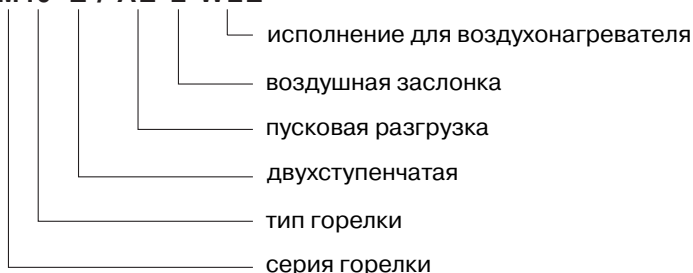 исполнение для воздухонагревателя
воздушная заслонка
пусковая разгрузка
двухступенчатая
тип горелки
серия горелки